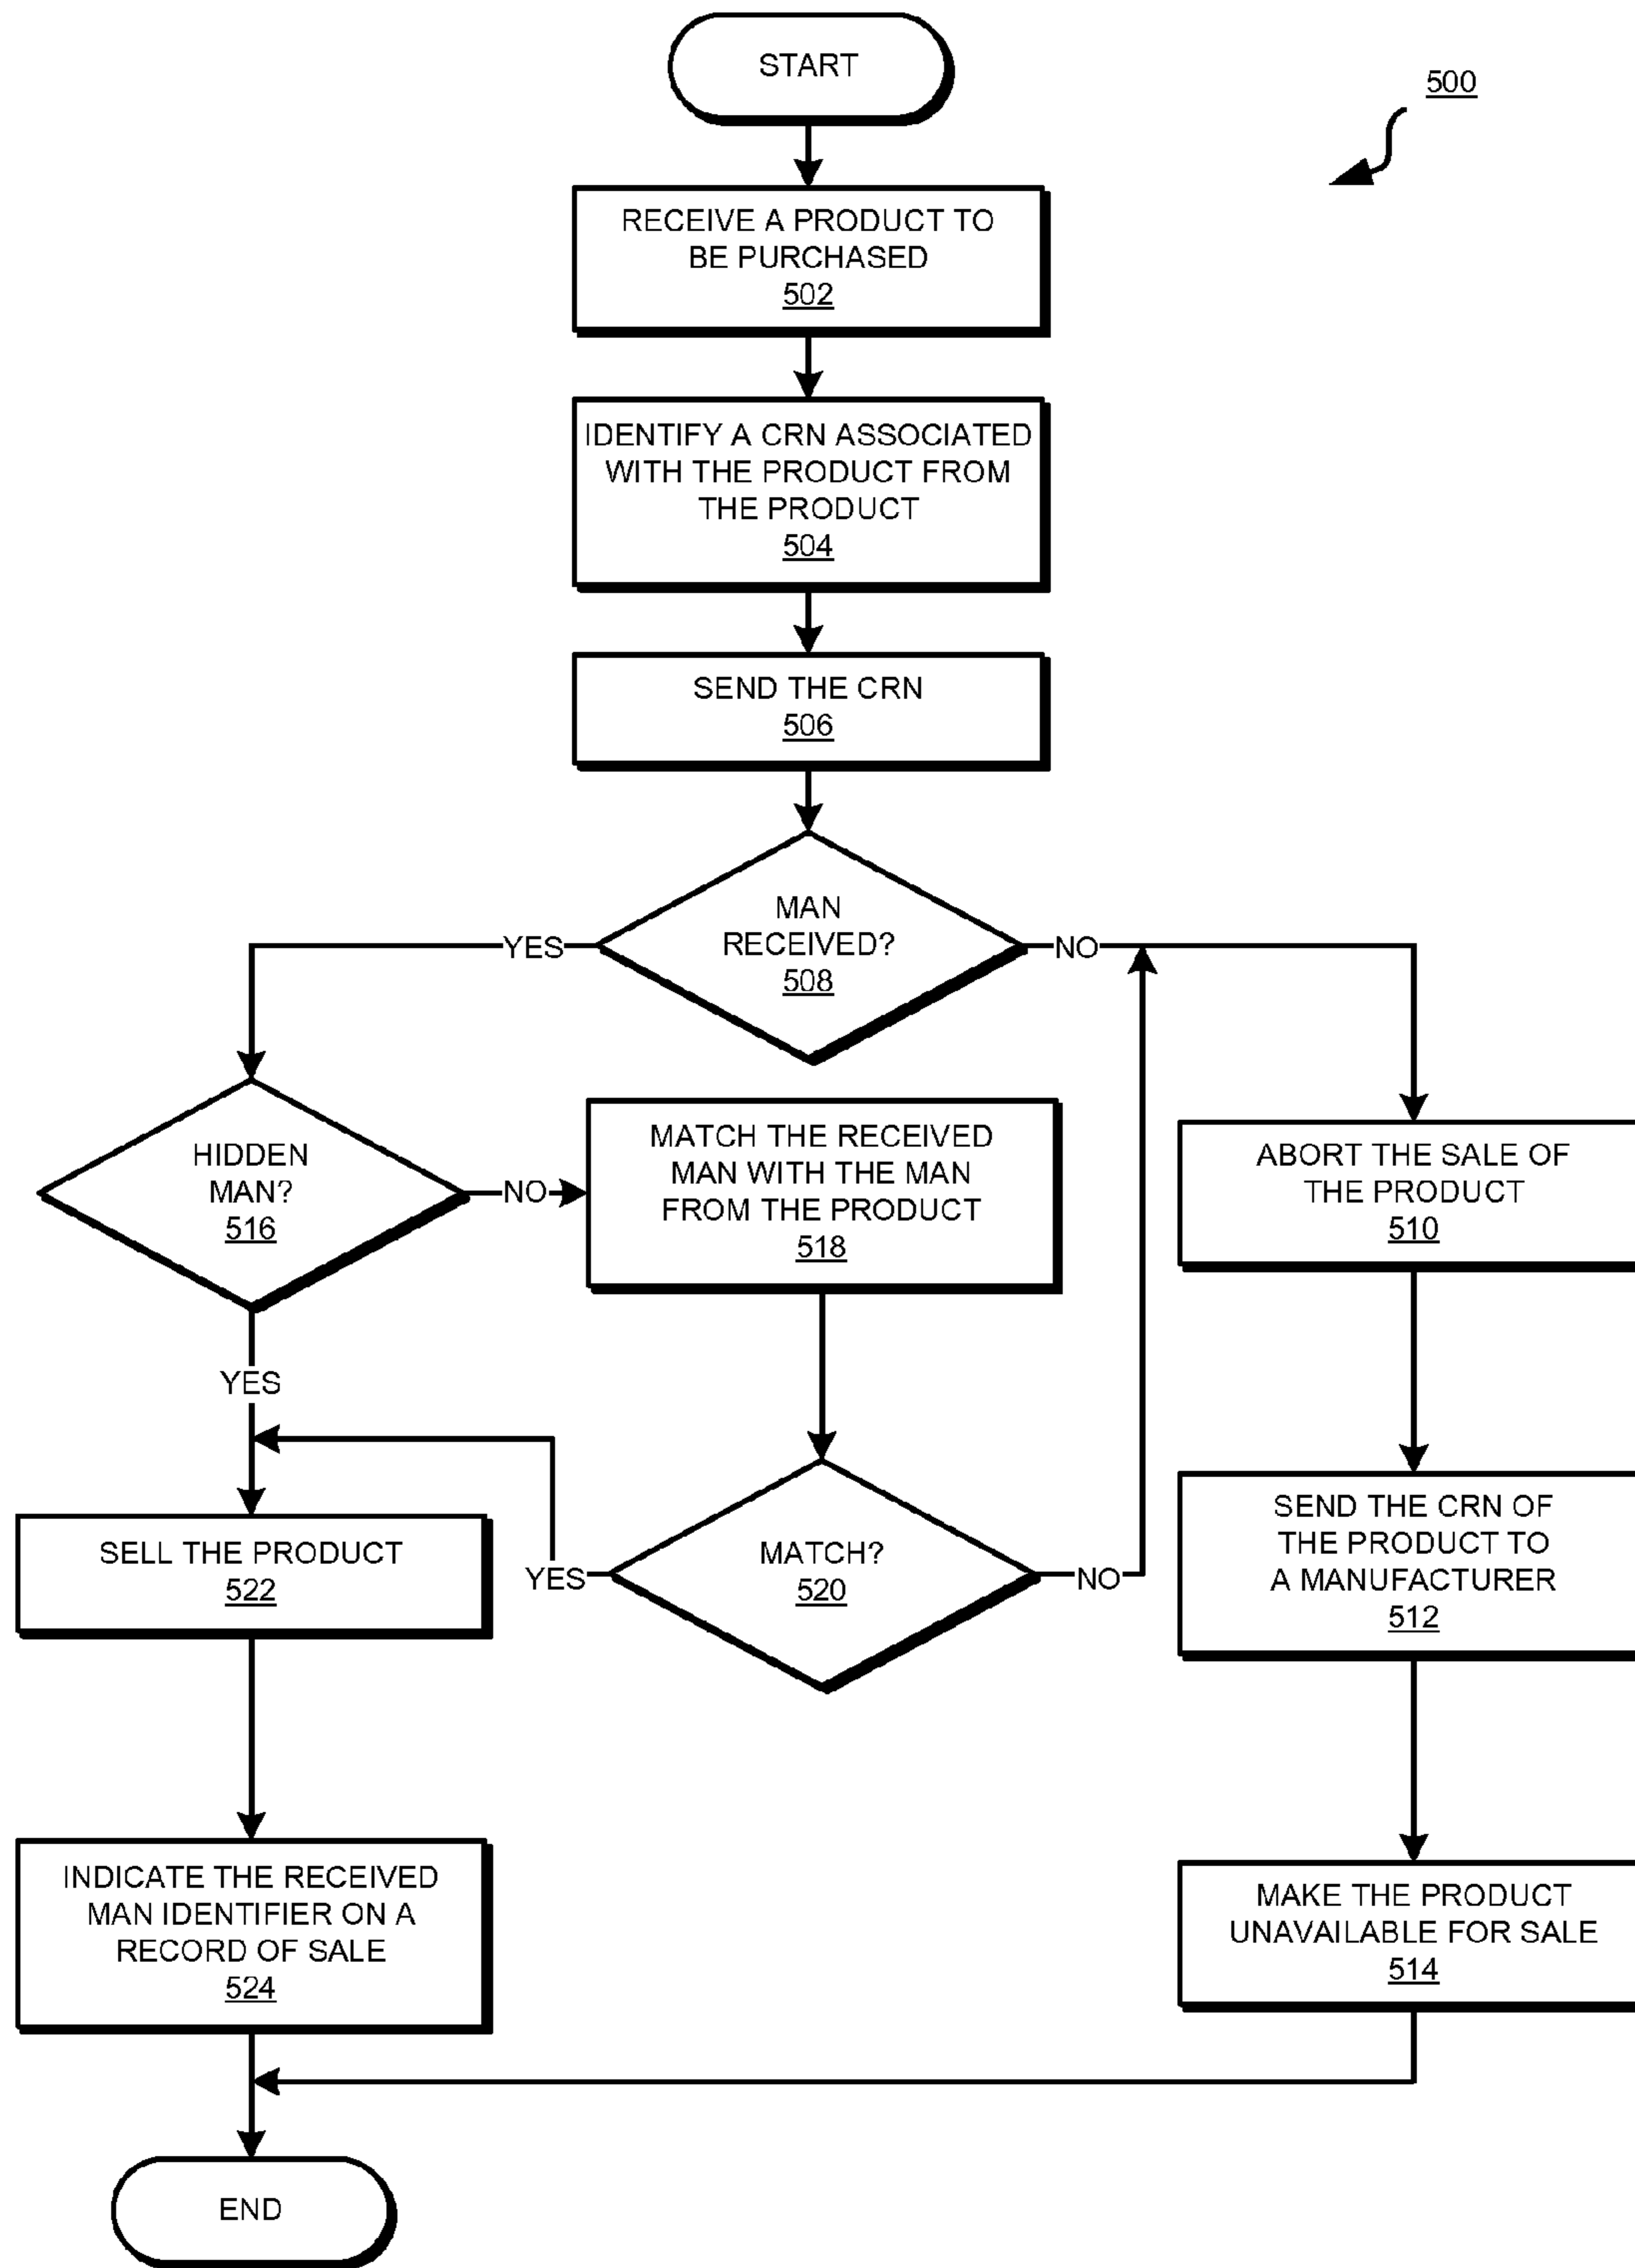 START
500
RECEIVE A PRODUCT TO
BE PURCHASED
502
IDENTIFY A CRN ASSOCIATED
WITH THE PRODUCT FROM
THE PRODUCT
504
SEND THE CRN
506
MAN
RECEIVED?
508
YES
NO
HIDDEN
MAN?
516
NO
MATCH THE RECEIVED
MAN WITH THE MAN
FROM THE PRODUCT
518
ABORT THE SALE OF
THE PRODUCT
510
YES
MATCH?
520
YES
NO
SELL THE PRODUCT
522
SEND THE CRN OF
THE PRODUCT TO
A MANUFACTURER
512
INDICATE THE RECEIVED
MAN IDENTIFIER ON A
RECORD OF SALE
524
MAKE THE PRODUCT
UNAVAILABLE FOR SALE
514
END